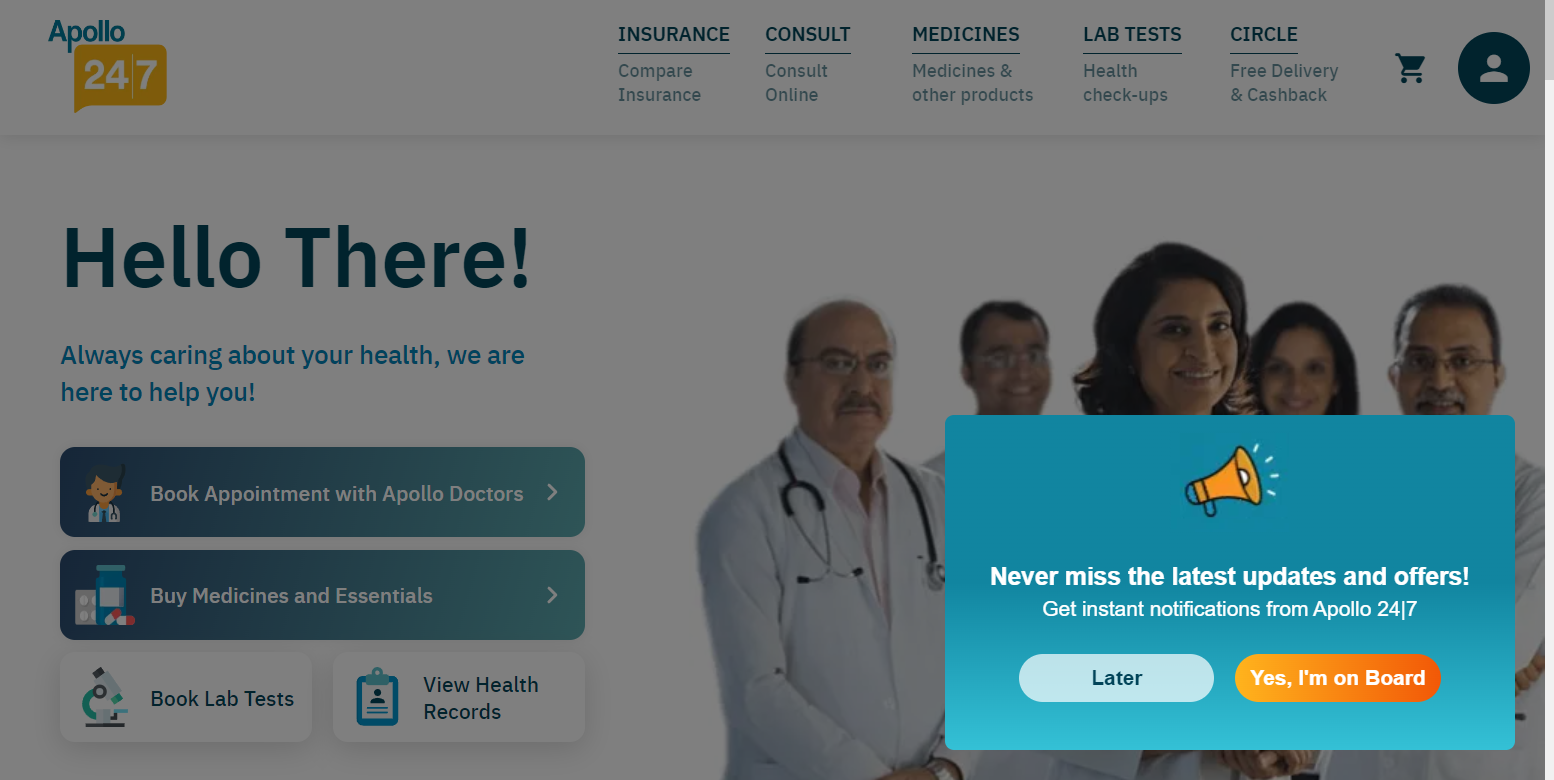 Apollo
24|7
INSURANCE
Compare
Insurance
CONSULT
Consult
Online
MEDICINES
Medicines &
other products
LAB TESTS
Health
check-ups
CIRCLE
Free Delivery
& Cashback
Hello There!
Always caring about your health, we are
here to help you!
Book Appointment with Apollo Doctors
Buy Medicines and Essentials
Book Lab Tests
View Health
Records
Never miss the latest updates and offers!
Get instant notifications from Apollo 24|7
Later
Yes, I'm on Board